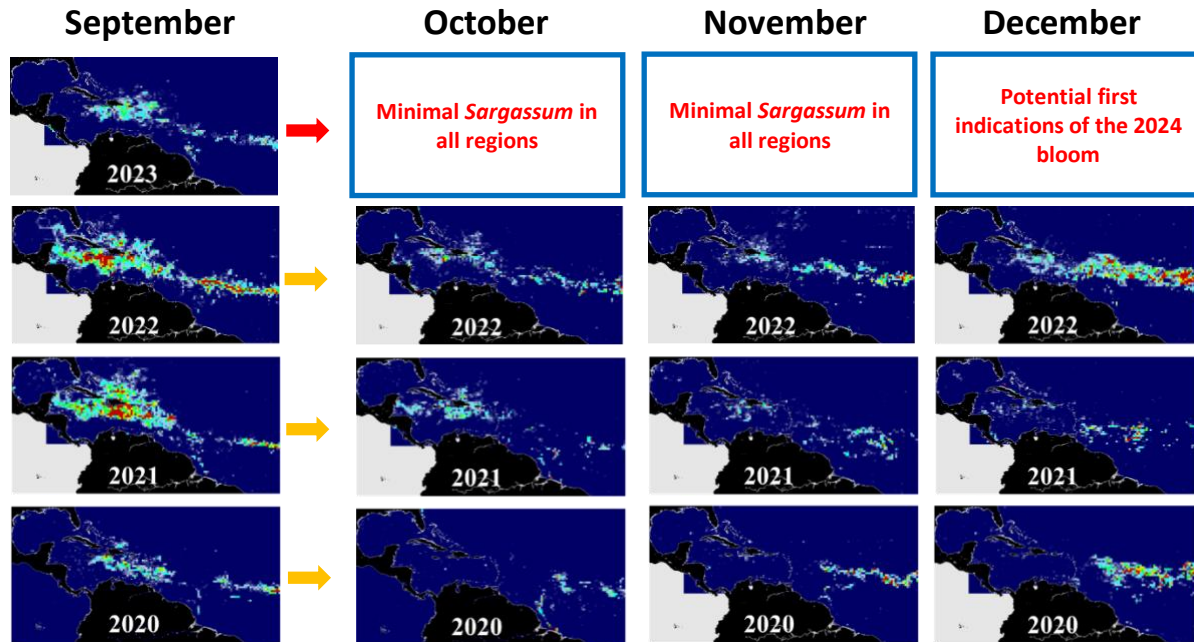 September October November December
2023
Minimal Sargassum in
all regions
Minimal Sargassum in
all regions
Potential first
indications of the 2024
bloom
2022 2022 2022 2022
2021 2021 2021 2021
2020 2020 2020 2020